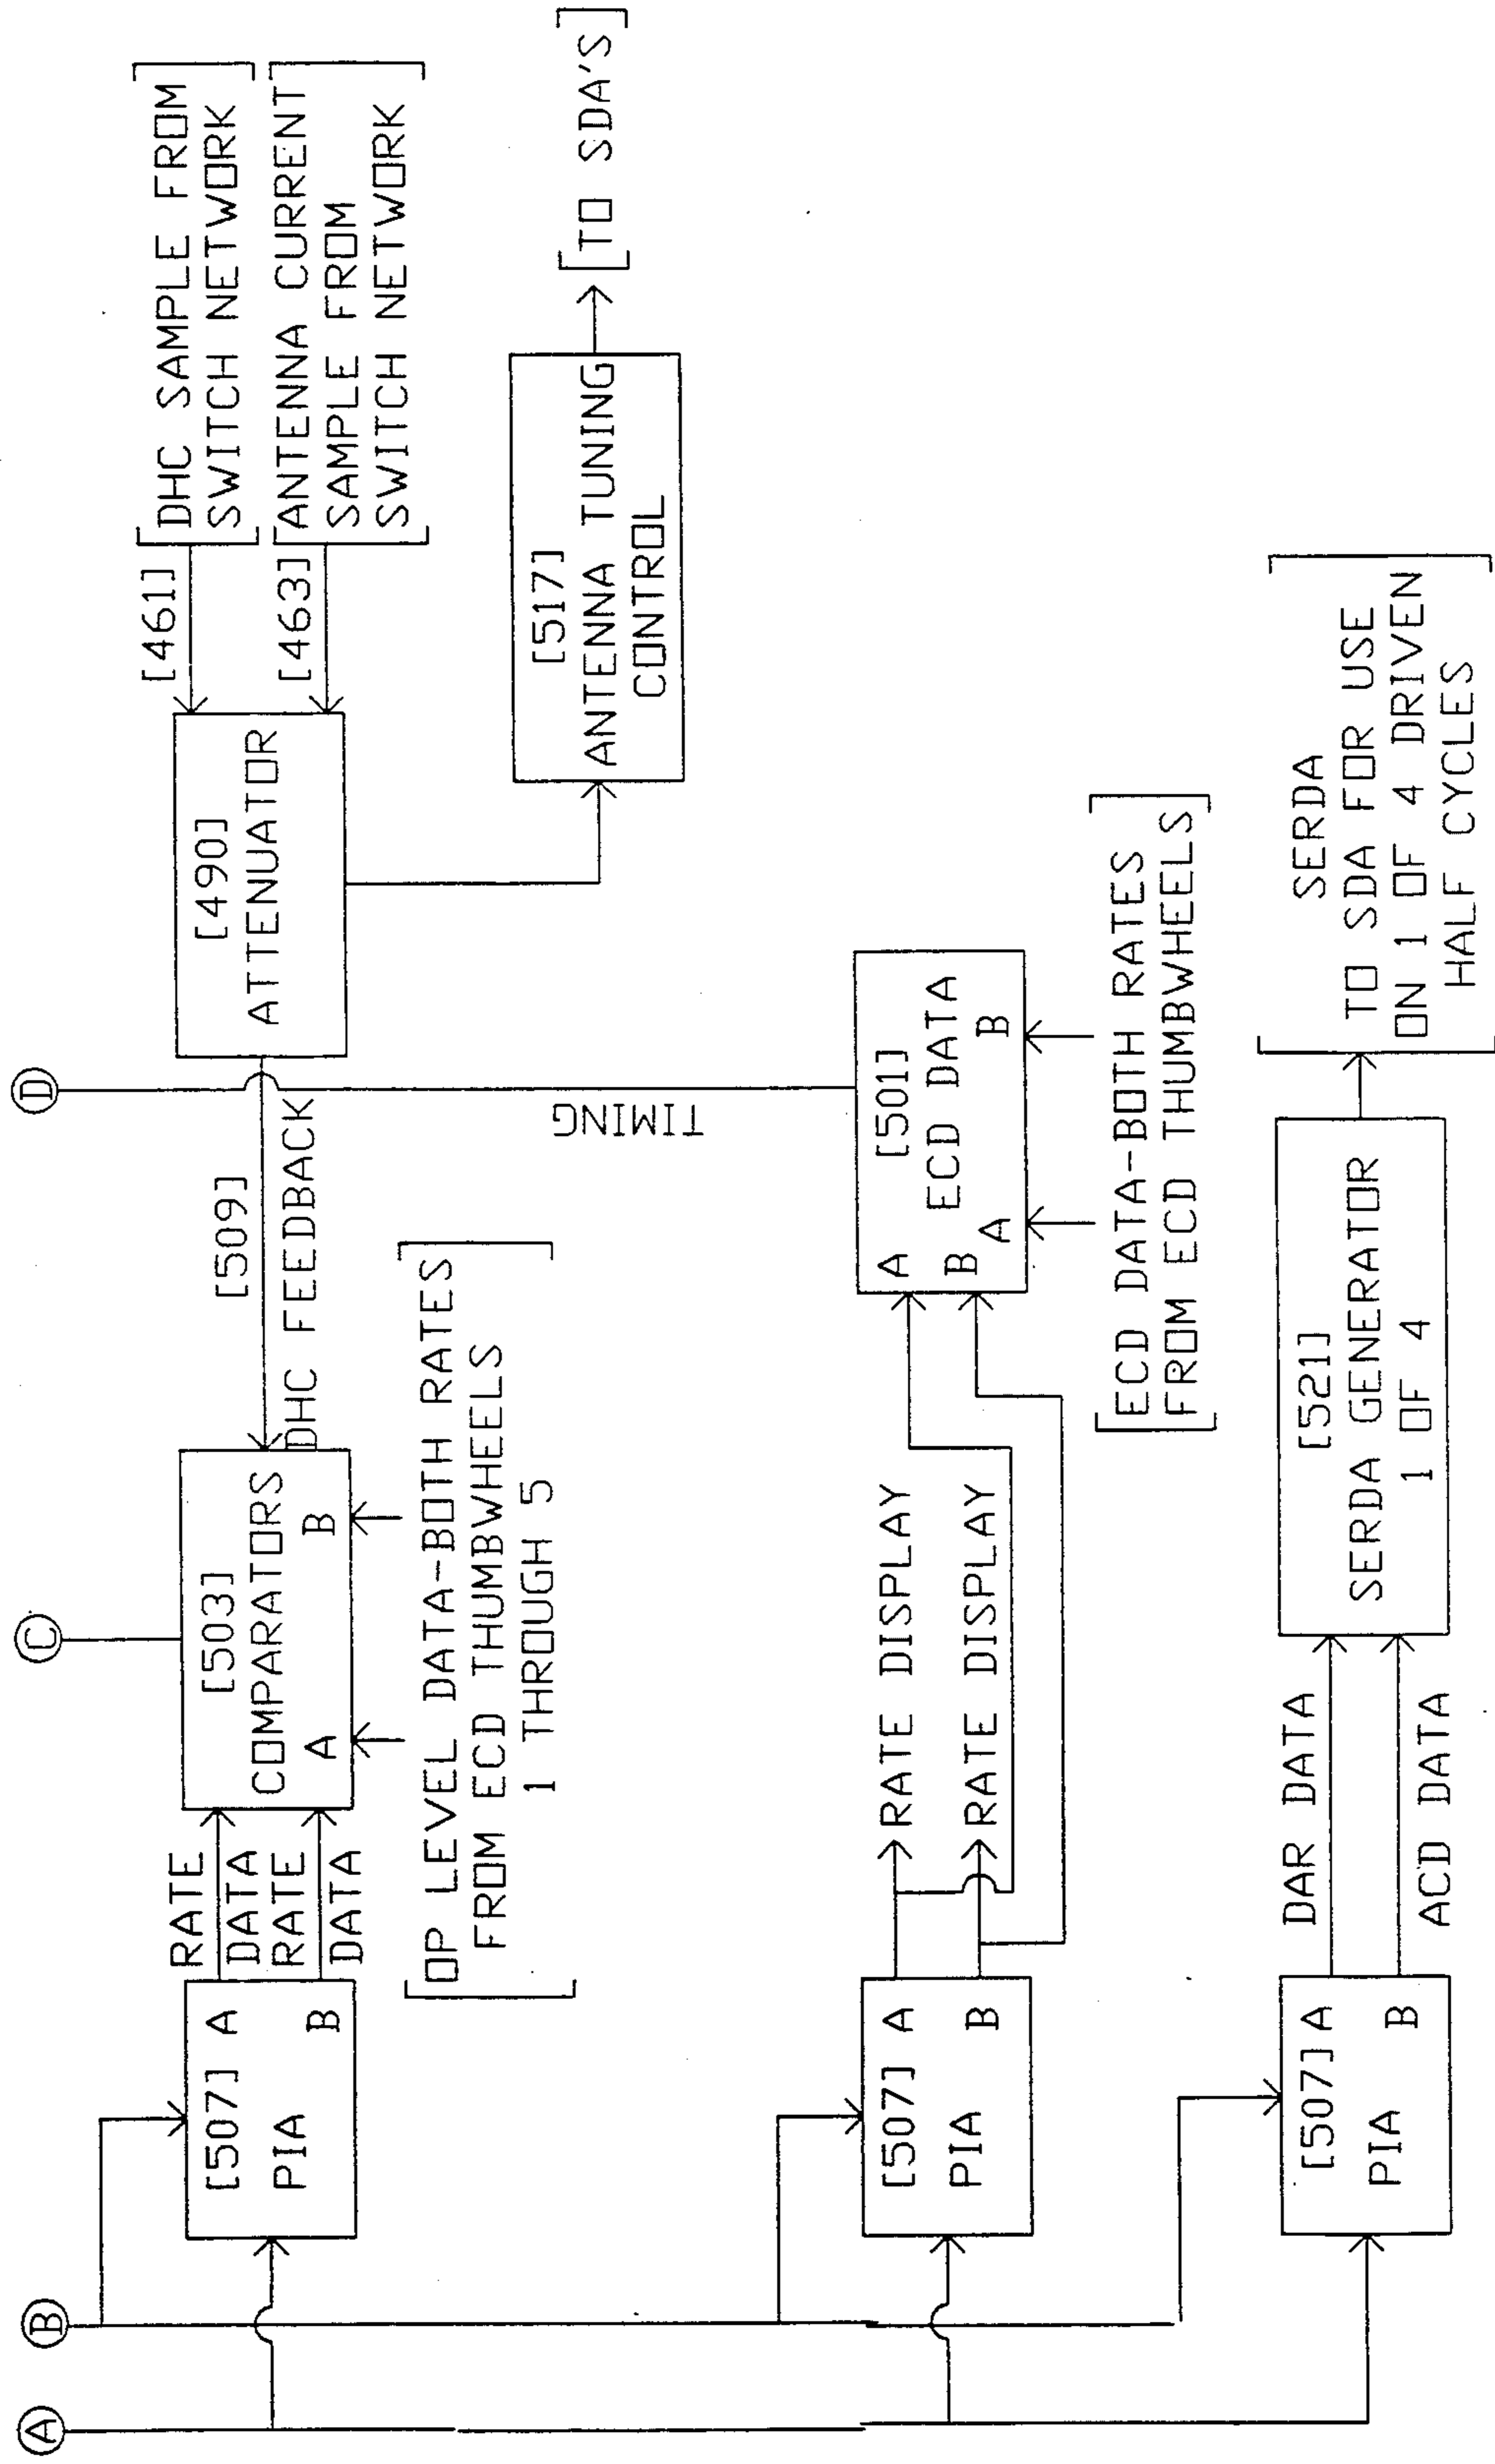 A
B
C
D
[507] A
PIA
B
RATE
DATA
RATE
DATA
[503]
COMPARATORS
A
B
[OP LEVEL DATA-BOTH RATES
FROM ECD THUMBWHEELS
1 THROUGH 5]
[509]
DHC FEEDBACK
[490]
ATTENUATOR
[461]
[DHC SAMPLE FROM
SWITCH NETWORK]
[463]
[ANTENNA CURRENT
SAMPLE FROM
SWITCH NETWORK]
[517]
ANTENNA TUNING
CONTROL
[TO SDA'S]
TIMING
[507] A
PIA
B
RATE DISPLAY
RATE DISPLAY
A
[501]
B
ECD DATA
A
B
[ECD DATA-BOTH RATES
FROM ECD THUMBWHEELS]
[507] A
PIA
B
DAR DATA
ACD DATA
[521]
SERDA GENERATOR
1 OF 4
[SERDA
TO SDA FOR USE
ON 1 OF 4 DRIVEN
HALF CYCLES]